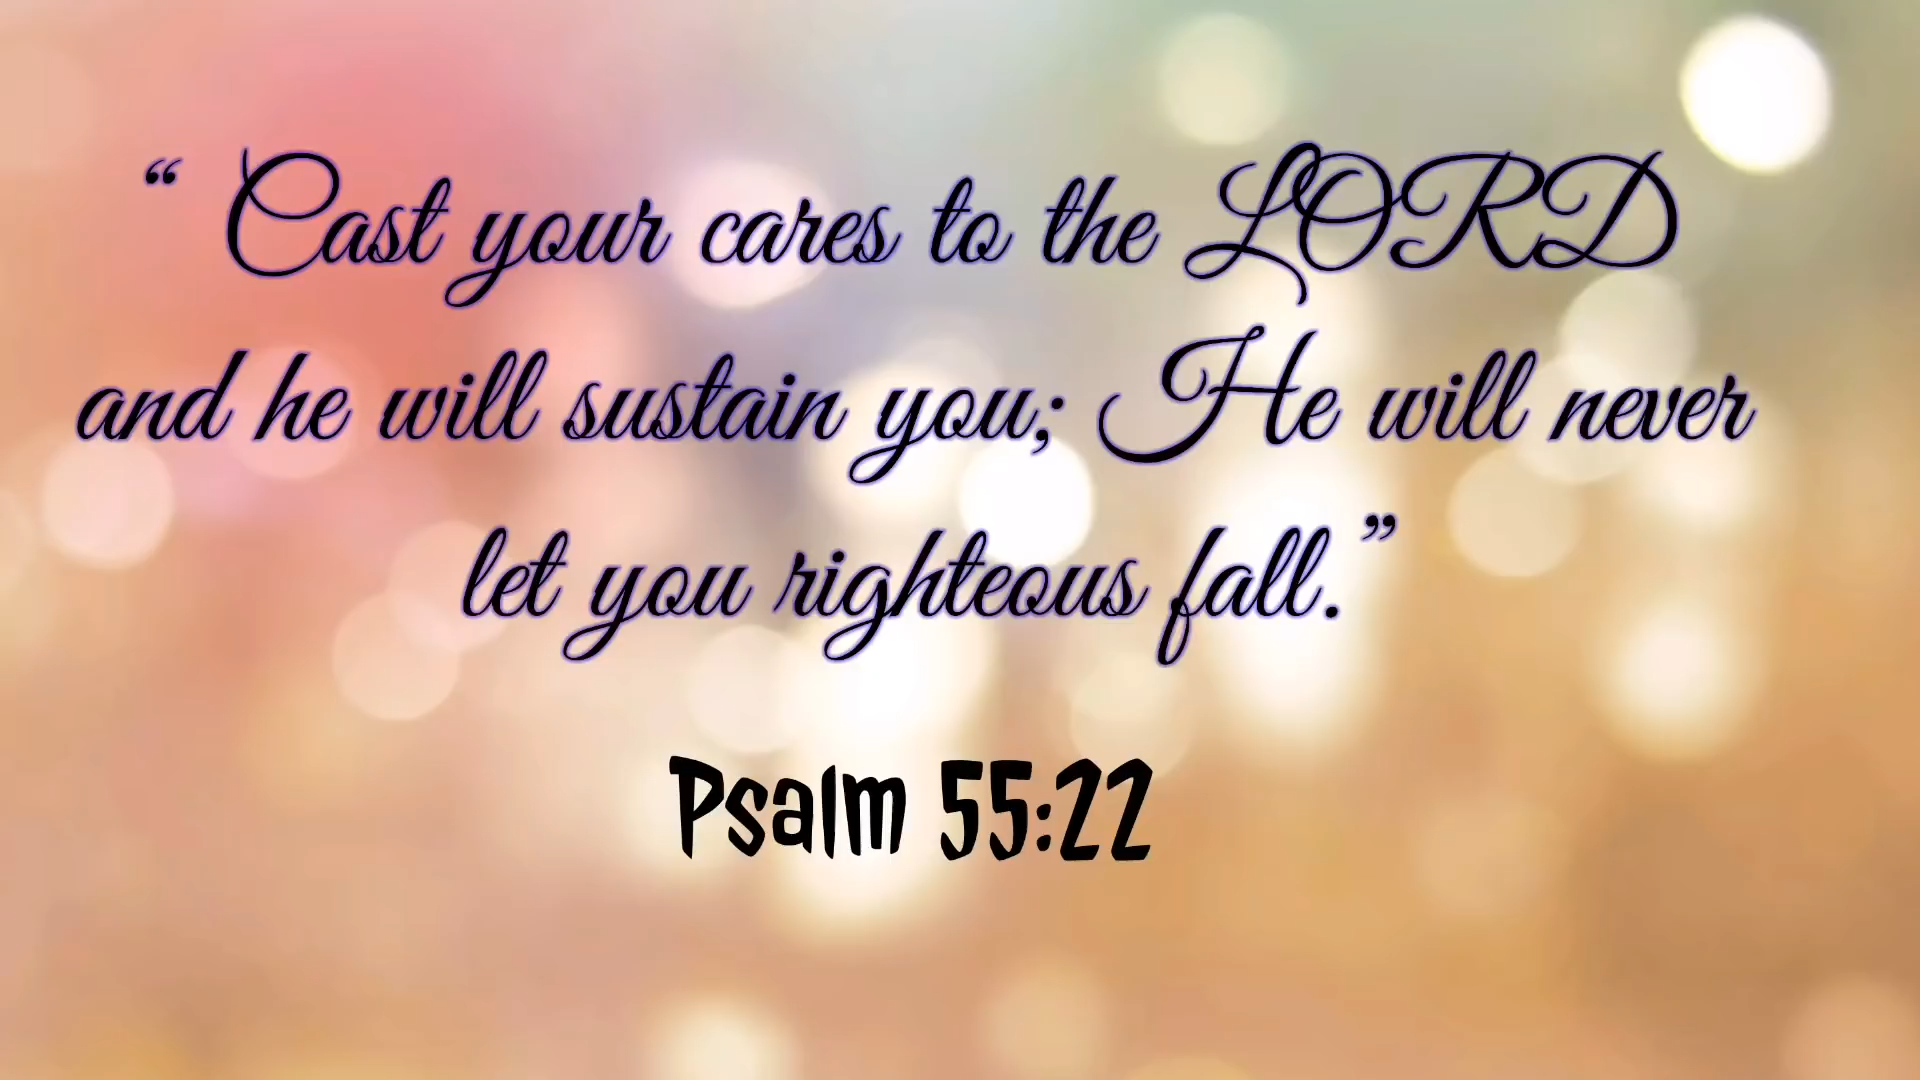 “ Cast your cares to the LORD
and he will sustain you; He will never
let you righteous fall.”
Psalm 55:22